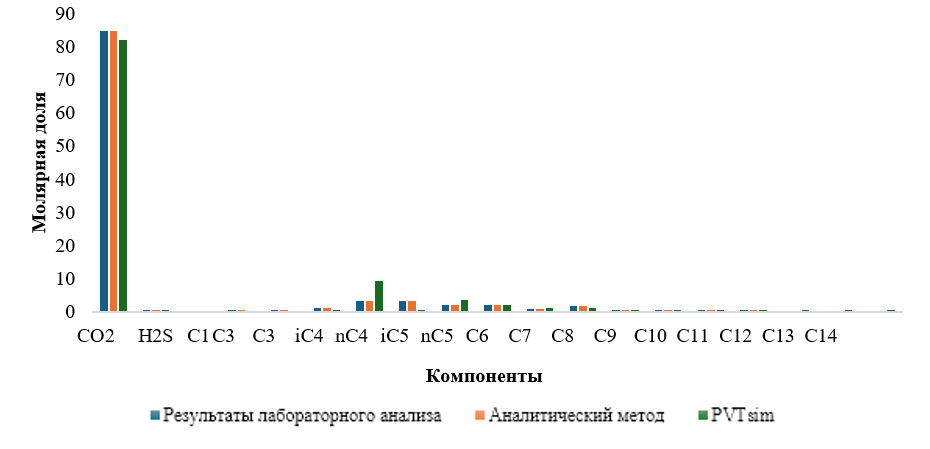 90
80
70
60
50
40
30
20
10
0
Молярная доля
CO2 H2S C1 C3 C3 iC4 nC4 iC5 nC5 C6 C7 C8 C9 C10 C11 C12 C13 C14
Компоненты
Результаты лабораторного анализа Аналитический метод PVTsim